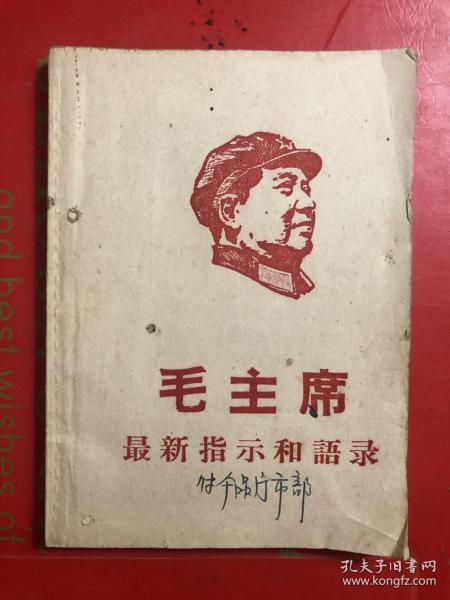 毛主席
最新指示和語录
and best wishes of
孔夫子旧书网
www.kongfz.com